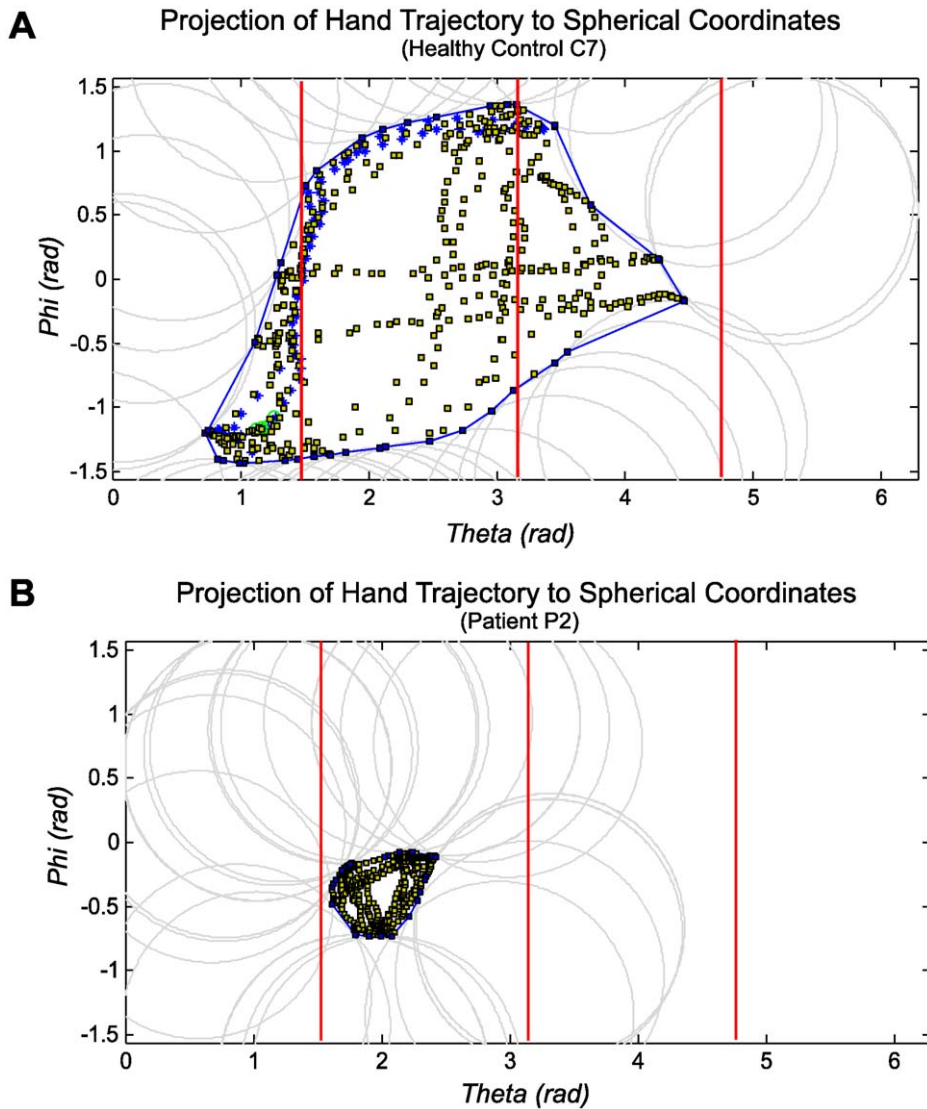 A
Projection of Hand Trajectory to Spherical Coordinates
(Healthy Control C7)
1.5
1
0.5
0
-0.5
-1
-1.5
Phi (rad)
0 1 2 3 4 5 6
Theta (rad)
B
Projection of Hand Trajectory to Spherical Coordinates
(Patient P2)
1.5
1
0.5
0
-0.5
-1
-1.5
Phi (rad)
0 1 2 3 4 5 6
Theta (rad)